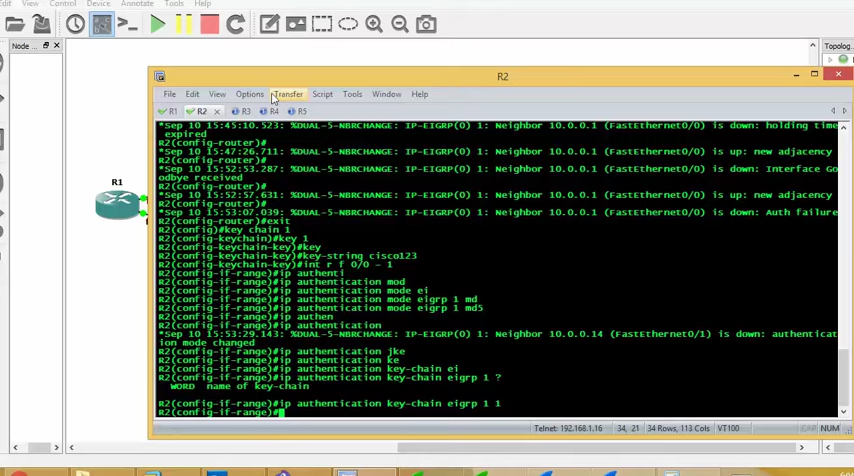 View Control Device Annotate Tools Help
Node ...
Topolog...
R2
File Edit View Options Transfer Script Tools Window Help
R1 R2 R3 R4 R5
*Sep 10 15:45:10.523: %DUAL-5-NBRCHANGE: IP-EIGRP(0) 1: Neighbor 10.0.0.1 (FastEthernet0/0) is down: holding time
expired
R2(config-router)#
*Sep 10 15:47:26.711: %DUAL-5-NBRCHANGE: IP-EIGRP(0) 1: Neighbor 10.0.0.1 (FastEthernet0/0) is up: new adjacency
R2(config-router)#
*Sep 10 15:52:53.287: %DUAL-5-NBRCHANGE: IP-EIGRP(0) 1: Neighbor 10.0.0.1 (FastEthernet0/0) is down: Interface Go
odbye received
R2(config-router)#
*Sep 10 15:52:57.631: %DUAL-5-NBRCHANGE: IP-EIGRP(0) 1: Neighbor 10.0.0.1 (FastEthernet0/0) is up: new adjacency
R2(config-router)#
*Sep 10 15:53:07.039: %DUAL-5-NBRCHANGE: IP-EIGRP(0) 1: Neighbor 10.0.0.1 (FastEthernet0/0) is down: Auth failure
R2(config-router)#exit
R2(config)#key chain 1
R2(config-keychain)#key 1
R2(config-keychain-key)#key
R2(config-keychain-key)#key-string cisco123
R2(config-keychain-key)#int r f 0/0 - 1
R2(config-if-range)#ip authenti
R2(config-if-range)#ip authentication mod
R2(config-if-range)#ip authentication mode ei
R2(config-if-range)#ip authentication mode eigrp 1 md
R2(config-if-range)#ip authentication mode eigrp 1 md5
R2(config-if-range)#ip authen
R2(config-if-range)#ip authentication
*Sep 10 15:53:29.143: %DUAL-5-NBRCHANGE: IP-EIGRP(0) 1: Neighbor 10.0.0.14 (FastEthernet0/1) is down: authenticat
ion mode changed
R2(config-if-range)#ip authentication jke
R2(config-if-range)#ip authentication ke
R2(config-if-range)#ip authentication key-chain ei
R2(config-if-range)#ip authentication key-chain eigrp 1 ?
WORD name of key-chain
R2(config-if-range)#ip authentication key-chain eigrp 1 1
R2(config-if-range)#
R1
Telnet: 192.168.1.16 34, 21 34 Rows, 113 Cols VT100 CAP NUM